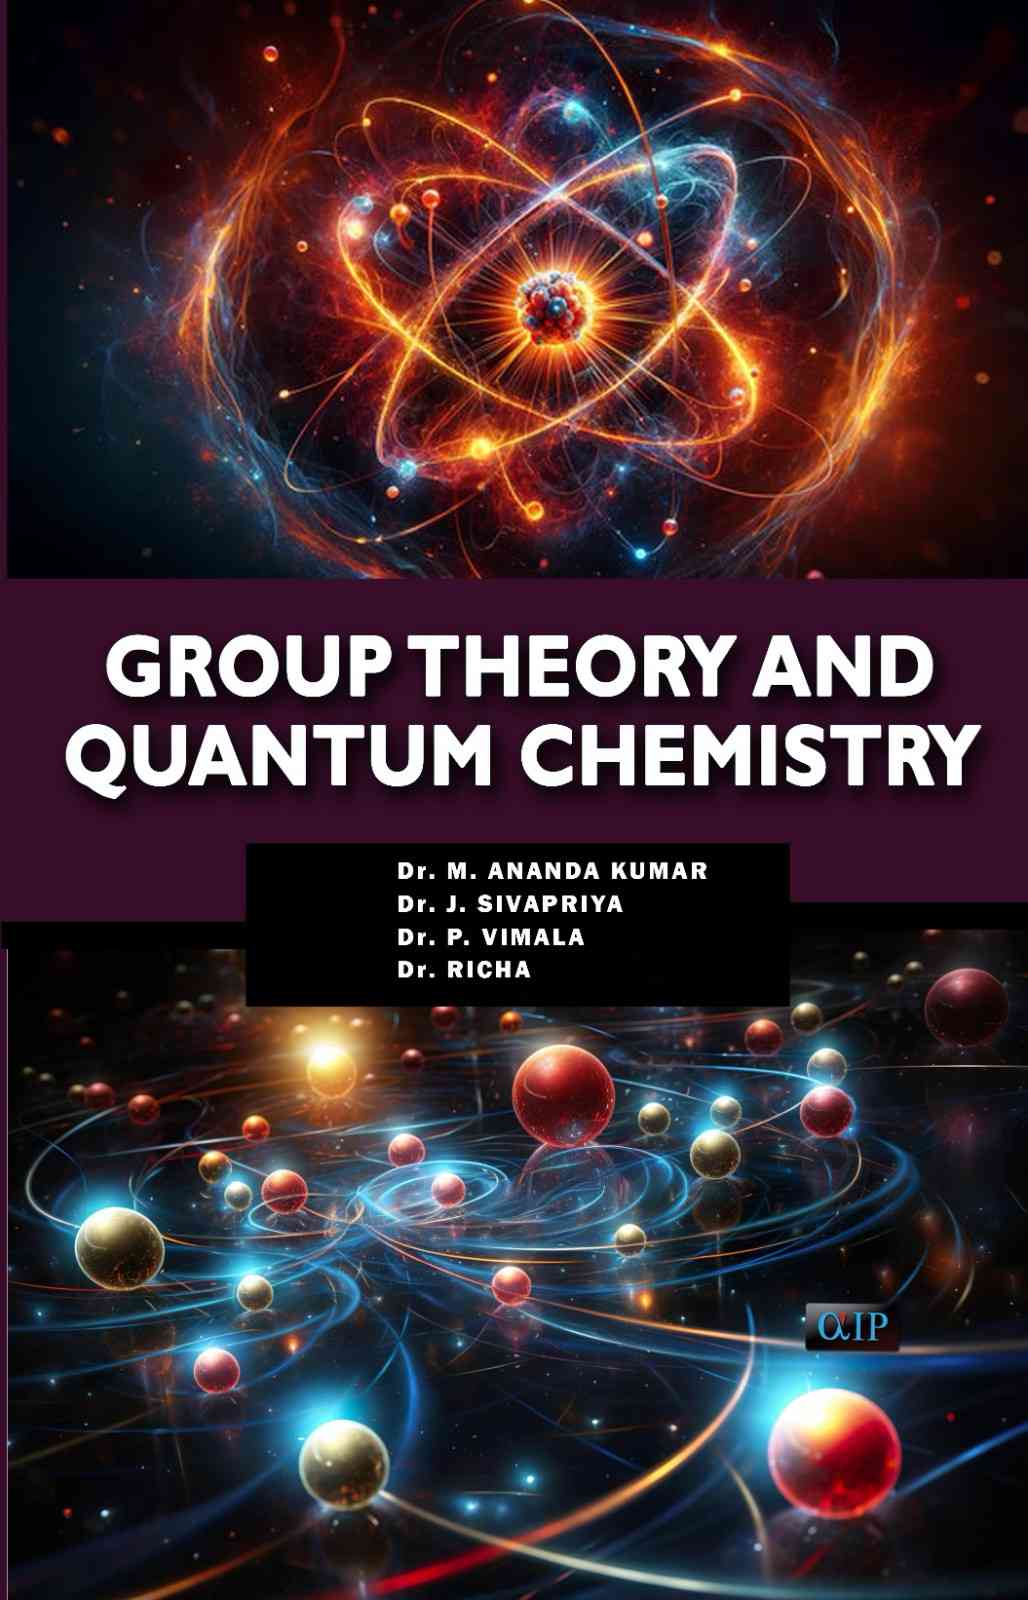 GROUP THEORY AND
QUANTUM CHEMISTRY
Dr. M. ANANDA KUMAR
Dr. J. SIVAPRIYA
Dr. P. VIMALA
Dr. RICHA
αIP